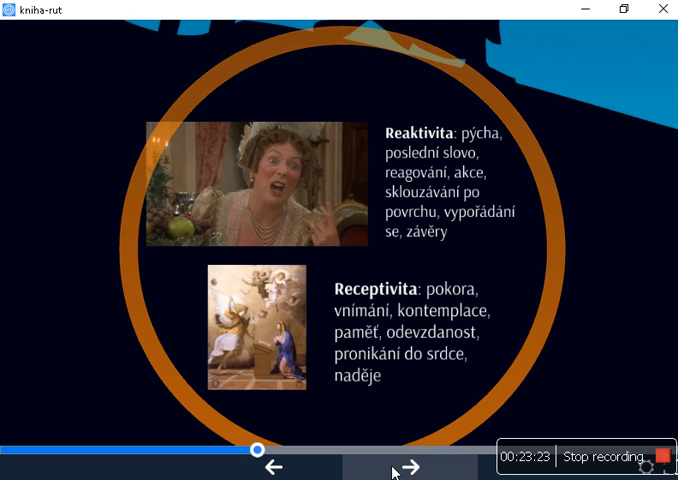 kniha-rut
Reaktivita: pýcha,
poslední slovo,
reagování, akce,
sklouzávání po
povrchu, vypořádání
se, závěry
Receptivita: pokora,
vnímání, kontemplace,
paměť, odevzdanost,
pronikání do srdce,
naděje
00:23:23 Stop recording